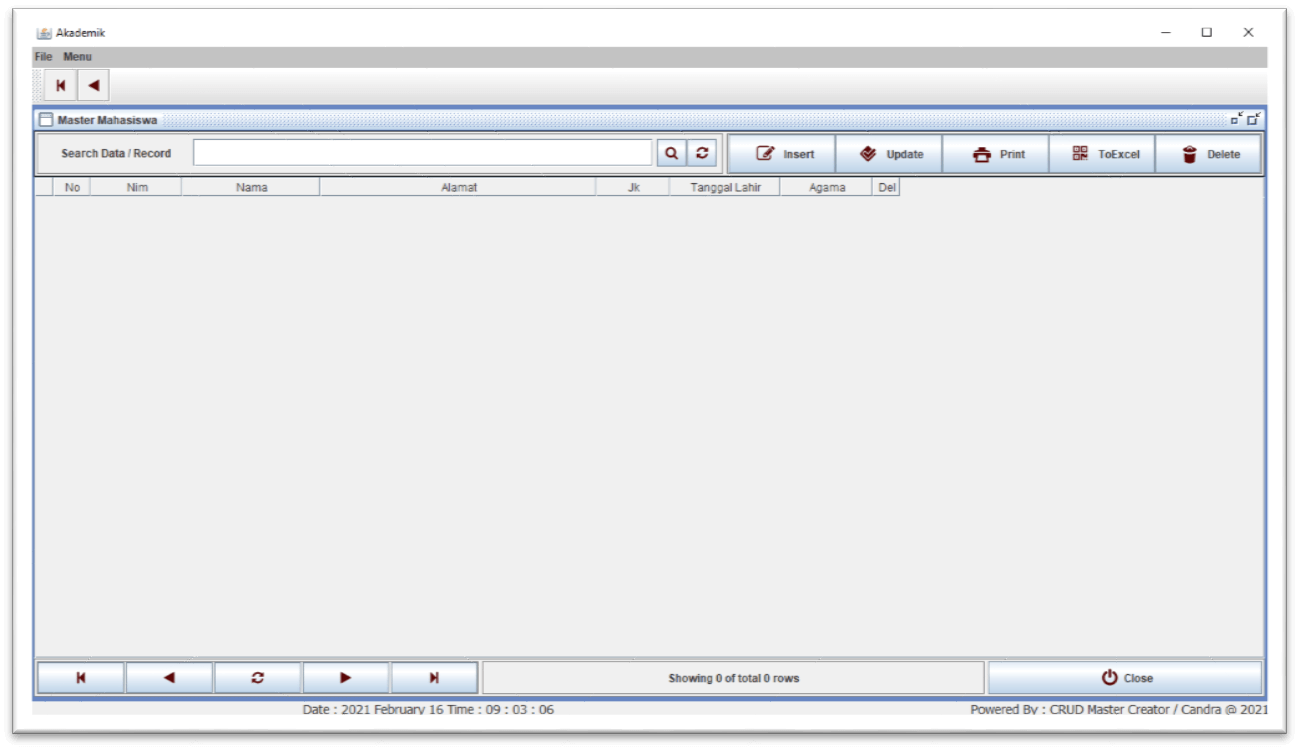 Akademik
File Menu
Master Mahasiswa
Search Data / Record Insert Update Print ToExcel Delete
No Nim Nama Alamat Jk Tanggal Lahir Agama Del
Showing 0 of total 0 rows Close
Date : 2021 February 16 Time : 09 : 03 : 06 Powered By : CRUD Master Creator / Candra @ 2021